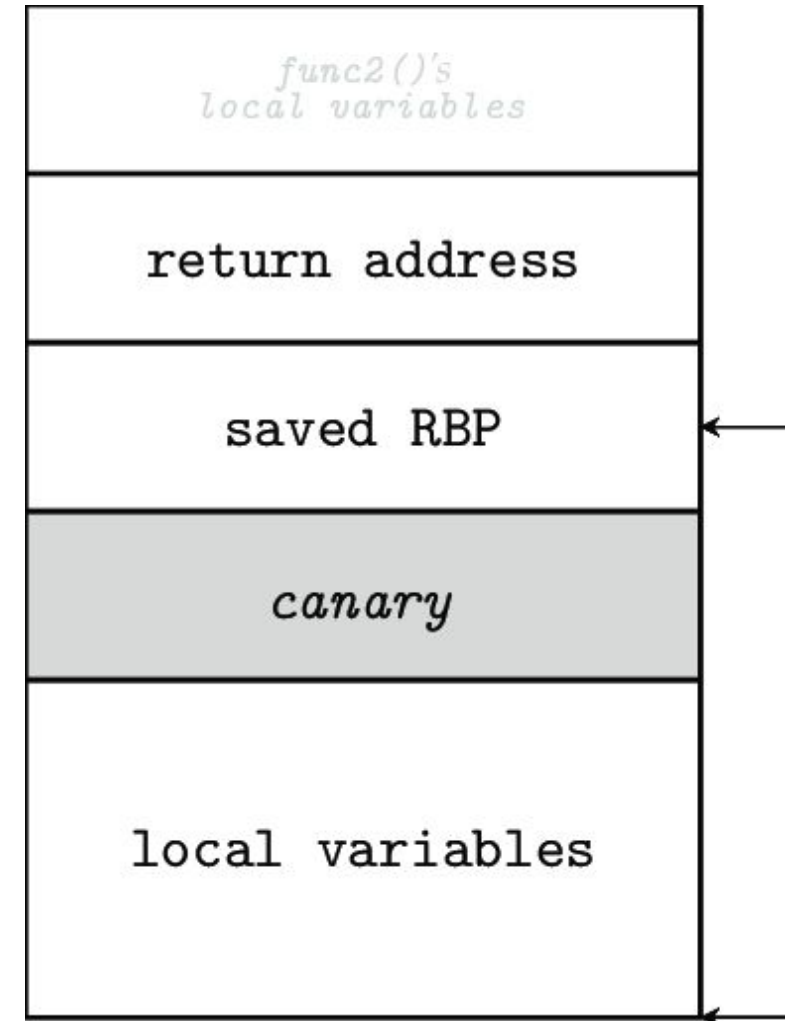 func2()'s
local variables
return address
saved RBP
canary
local variables